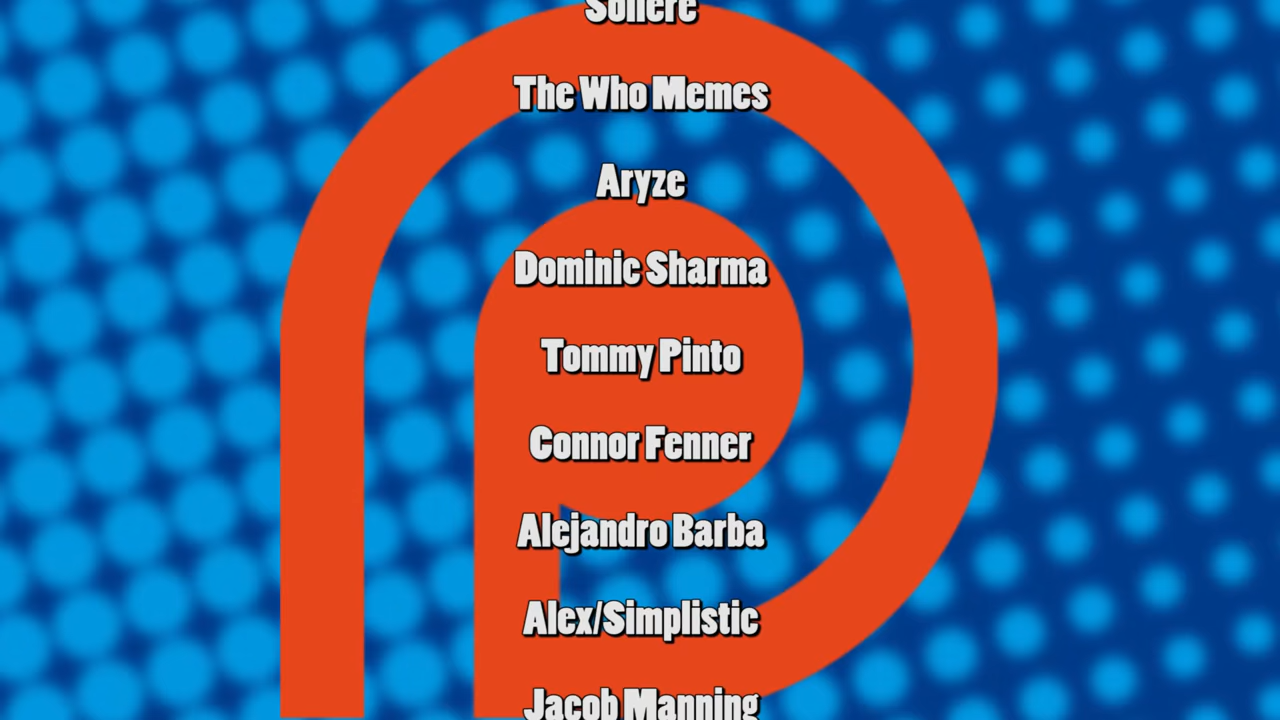 The Who Memes
Aryze
Dominic Sharma
Tommy Pinto
Connor Fenner
Alejandro Barba
Alex/Simplistic
Jacob Manning